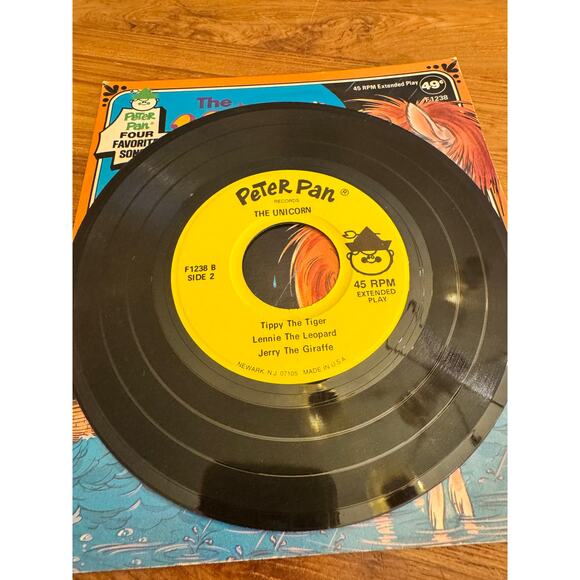 The
45 RPM Extended Play
49¢
F1238
PETER
PAN®
FOUR
FAVORITE
PETER PAN®
RECORDS
THE UNICORN
F1238 B
SIDE 2
45 RPM
EXTENDED
PLAY
Tippy The Tiger
Lennie The Leopard
Jerry The Giraffe
NEWARK N.J. 07105 MADE IN U.S.A.